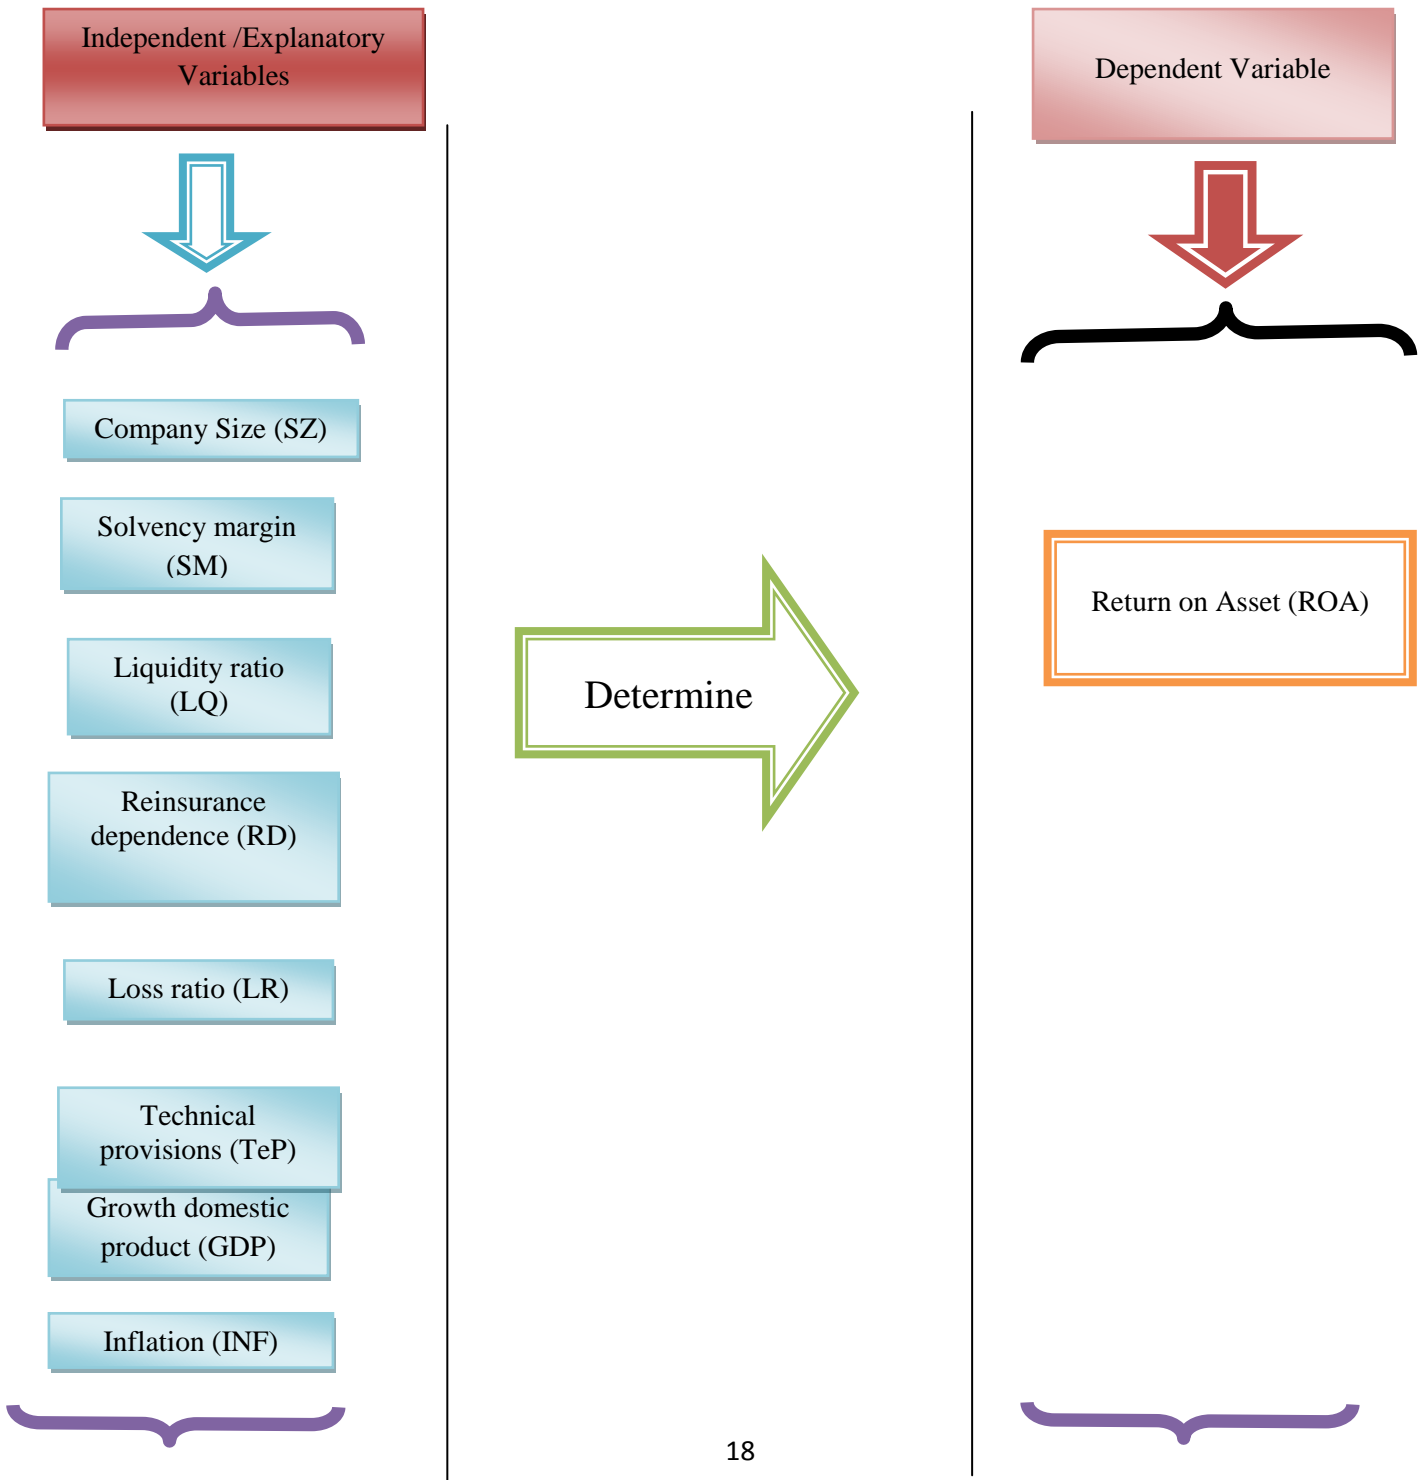 Independent /Explanatory
Variables
Dependent Variable
Company Size (SZ)
Solvency margin
(SM)
Liquidity ratio
(LQ)
Reinsurance
dependence (RD)
Loss ratio (LR)
Technical
provisions (TeP)
Growth domestic
product (GDP)
Inflation (INF)
Determine
Return on Asset (ROA)
18